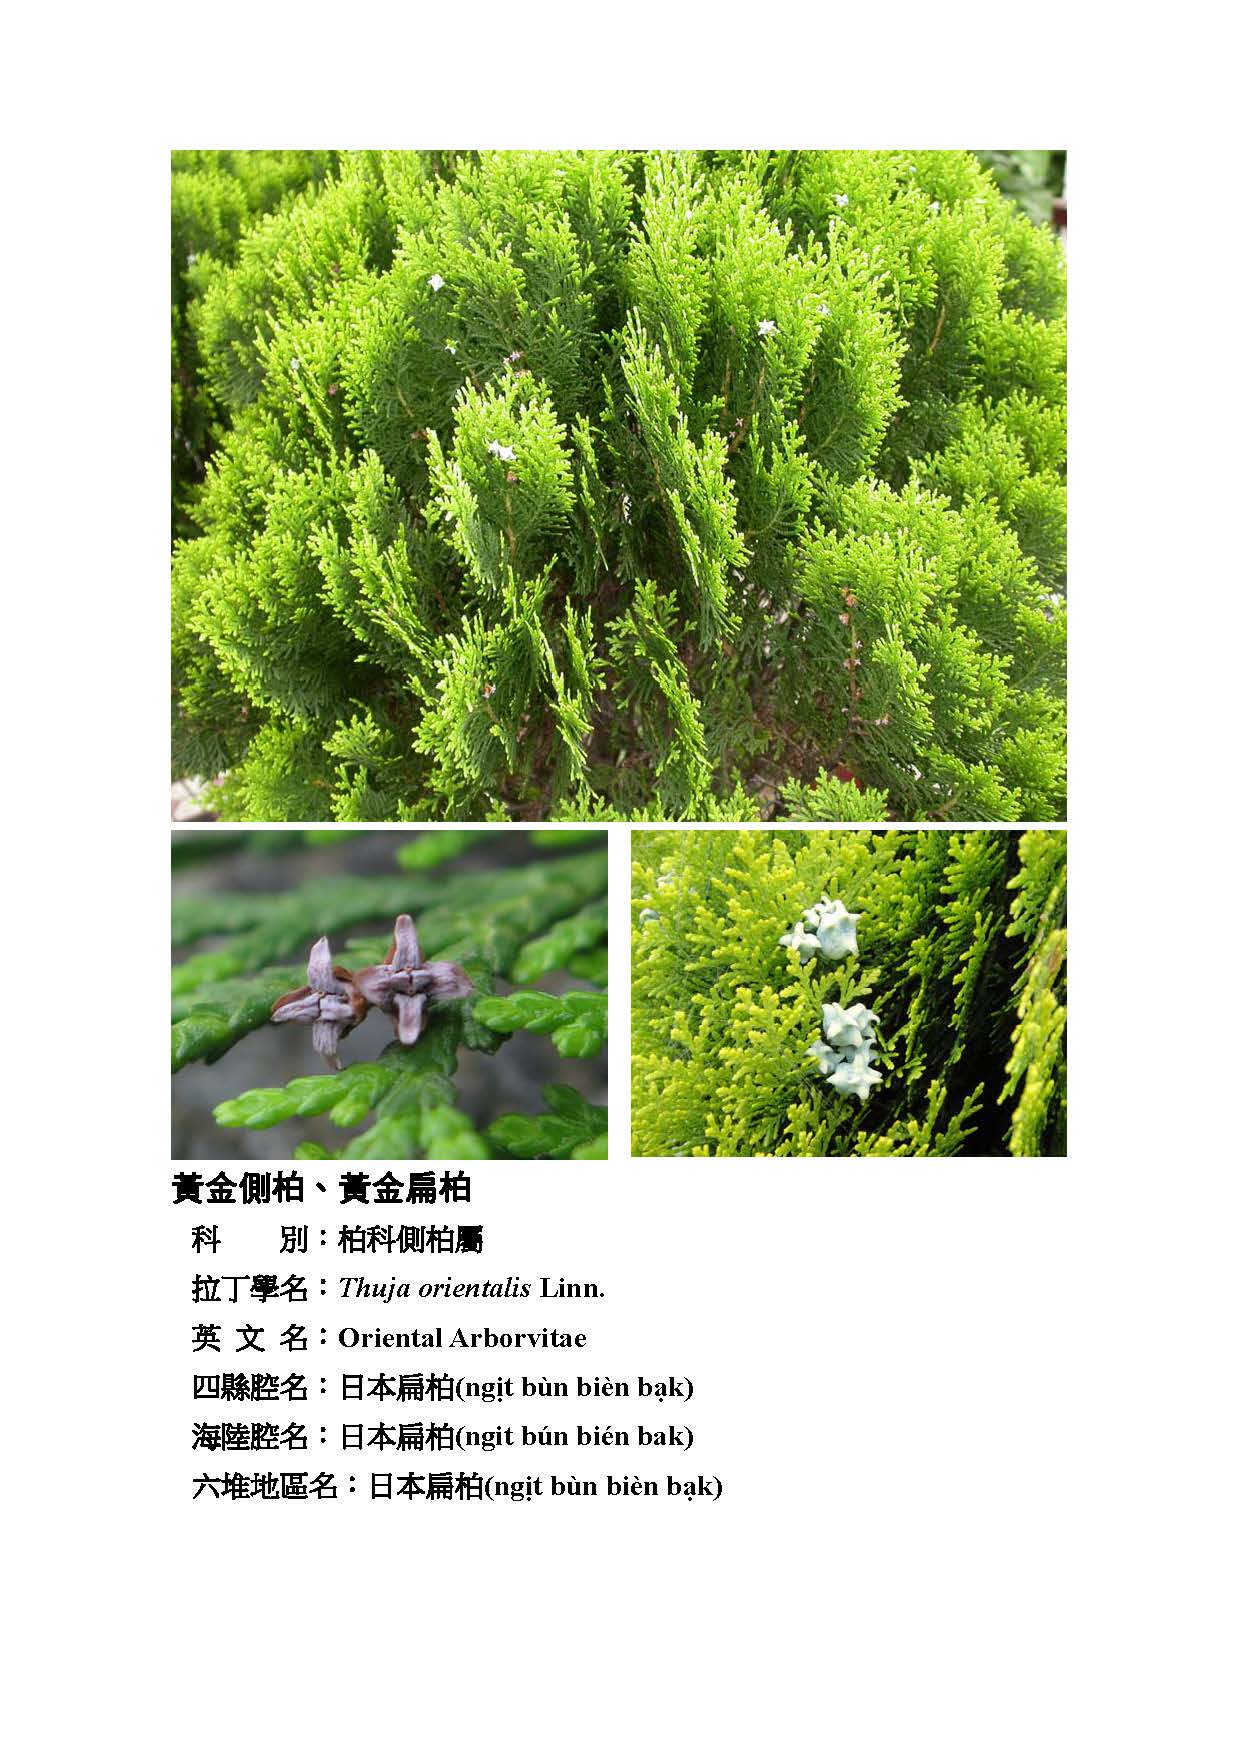 黃金側柏、黃金扁柏
科　　別：柏科側柏屬
拉丁學名：Thuja orientalis Linn.
英 文 名：Oriental Arborvitae
四縣腔名：日本扁柏(ngịt bùn bièn bạk)
海陸腔名：日本扁柏(ngit bún bién bak)
六堆地區名：日本扁柏(ngịt bùn bièn bạk)